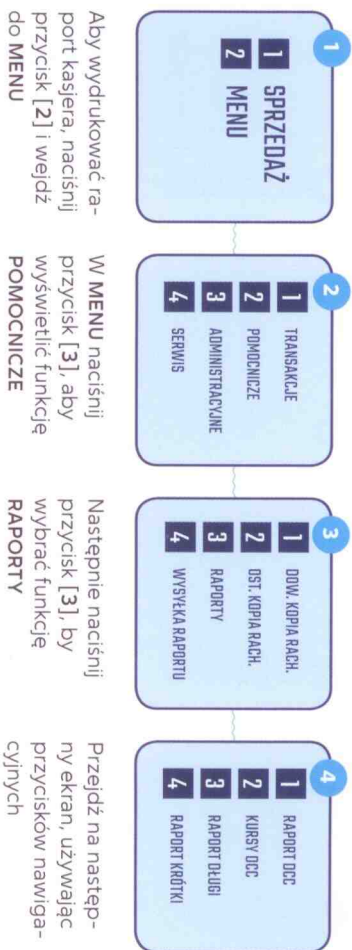 1
1 SPRZEDAŻ
2 MENU
Aby wydrukować ra-
port kasjera, naciśnij
przycisk [2] i wejdź
do MENU
2
1 TRANSAKCJE
2 POMOCNICZE
3 ADMINISTRACYJNE
4 SERWIS
W MENU naciśnij
przycisk [3], aby
wyświetlić funkcję
POMOCNICZE
3
1 DOW. KOPIA RACH.
2 OST. KOPIA RACH.
3 RAPORTY
4 WYSYŁKA RAPORTU
Następnie naciśnij
przycisk [3], by
wybrać funkcję
RAPORTY
4
1 RAPORT DCC
2 KURSY DCC
3 RAPORT DŁUGI
4 RAPORT KRÓTKI
Przejdź na następ-
ny ekran, używając
przycisków nawiga-
cyjnych